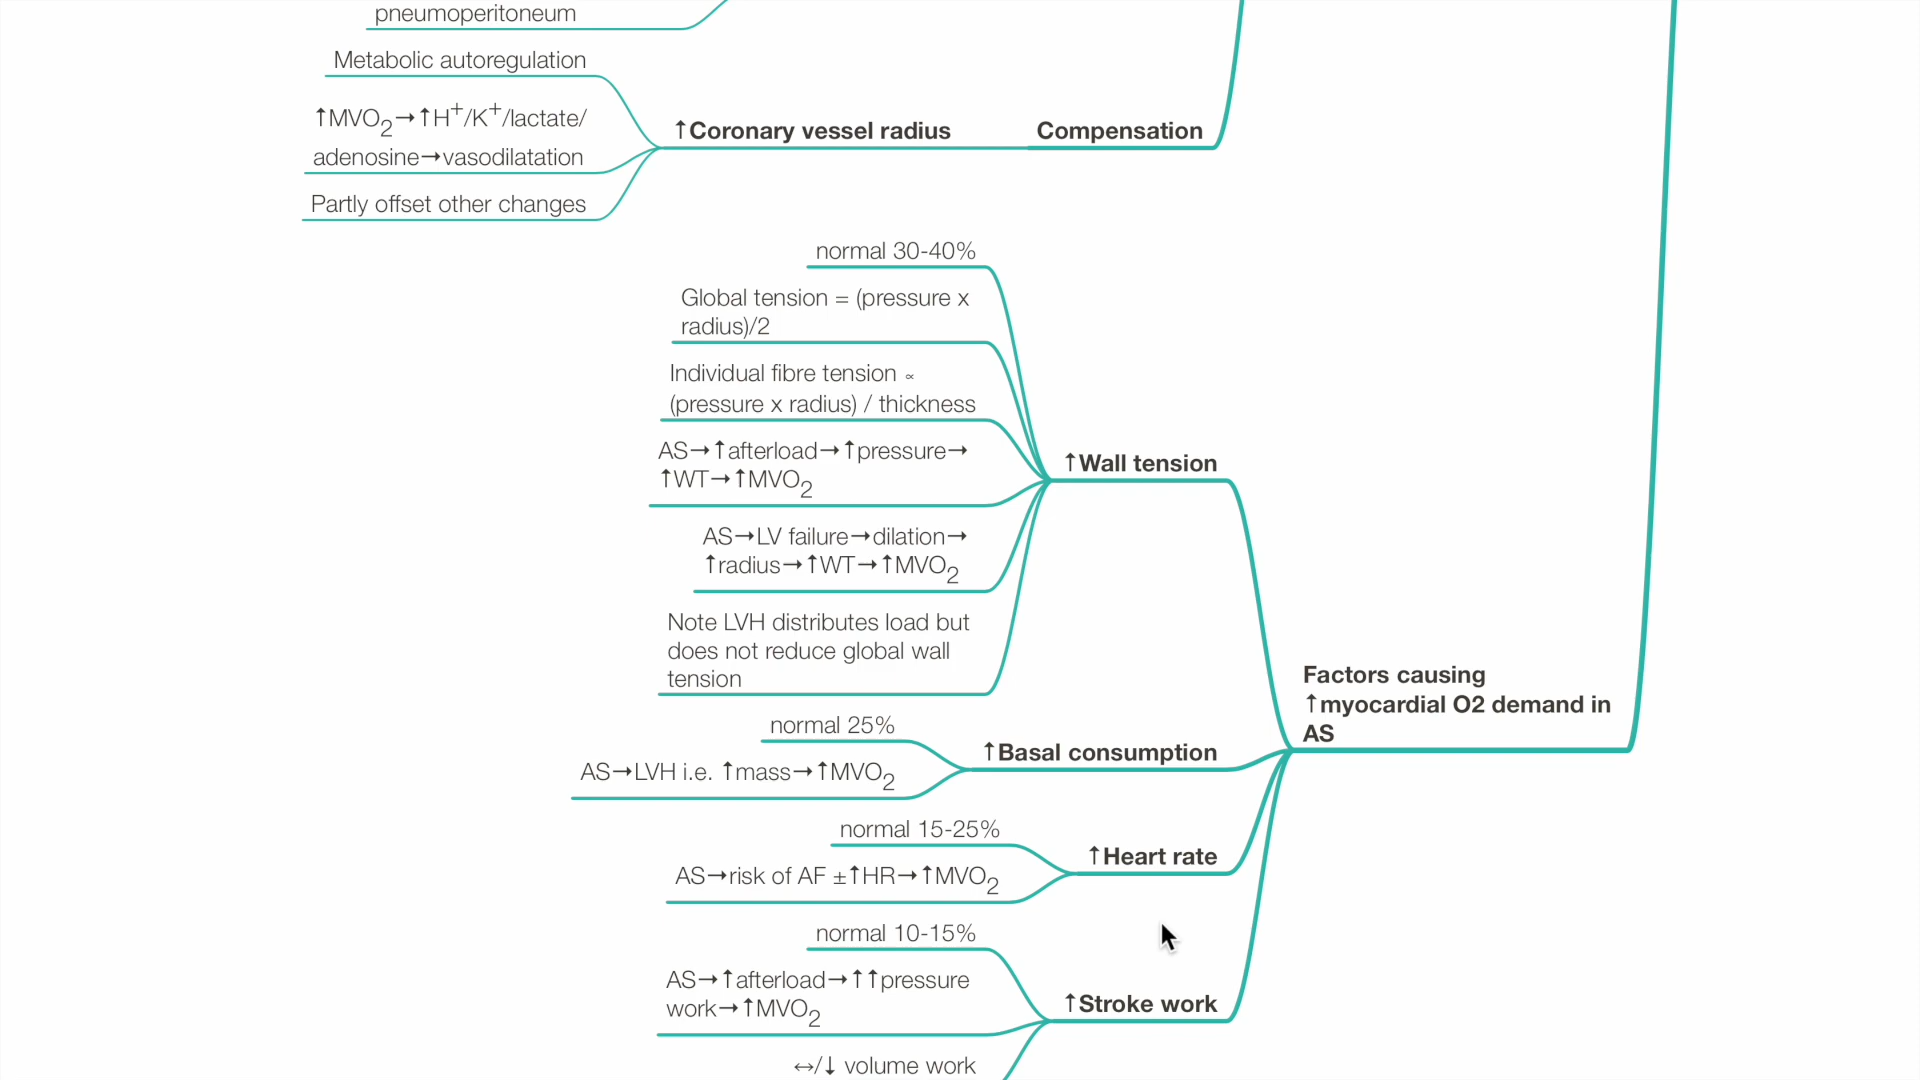 pneumoperitoneum
Metabolic autoregulation
↑MVO₂→↑H⁺/K⁺/lactate/
adenosine→vasodilatation
Partly offset other changes
↑Coronary vessel radius
Compensation
normal 30-40%
Global tension = (pressure x
radius)/2
Individual fibre tension ∝
(pressure x radius) / thickness
AS→↑afterload→↑pressure→
↑WT→↑MVO₂
AS→LV failure→dilation→
↑radius→↑WT→↑MVO₂
Note LVH distributes load but
does not reduce global wall
tension
↑Wall tension
normal 25%
AS→LVH i.e. ↑mass→↑MVO₂
↑Basal consumption
Factors causing
↑myocardial O2 demand in
AS
normal 15-25%
AS→risk of AF ±↑HR→↑MVO₂
↑Heart rate
normal 10-15%
AS→↑afterload→↑↑pressure
work→↑MVO₂
↔/↓ volume work
↑Stroke work